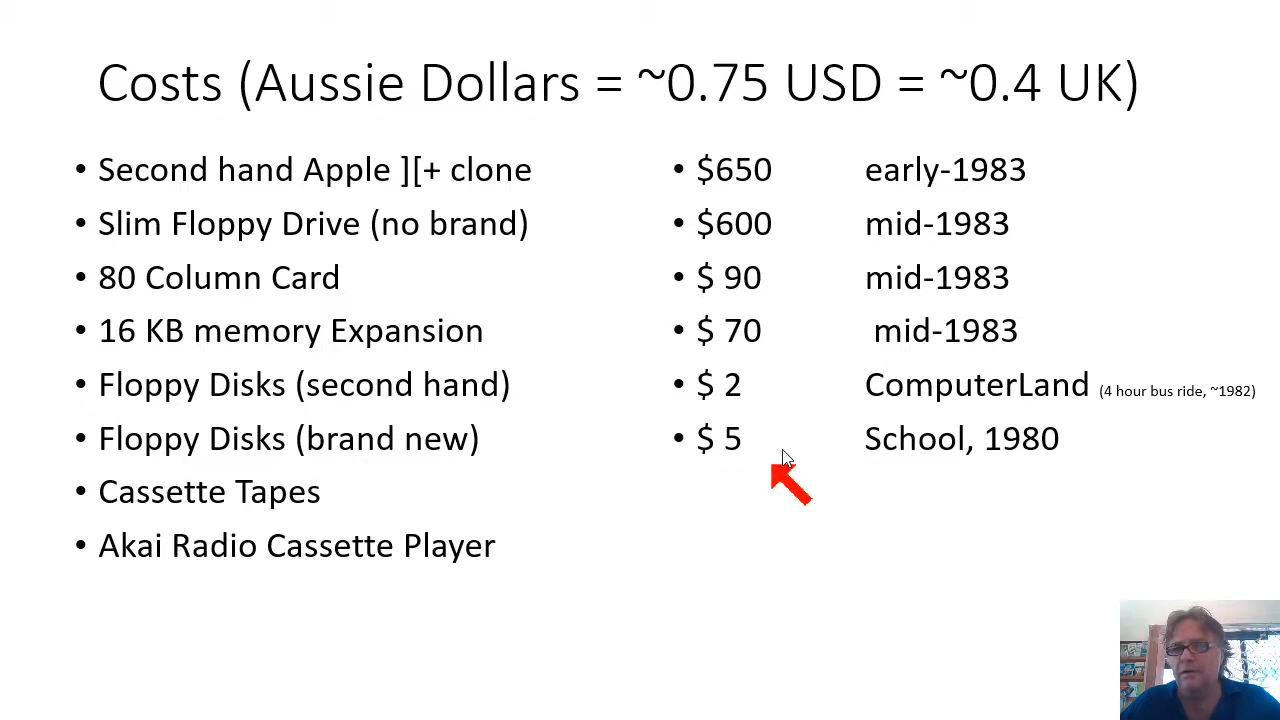 Costs (Aussie Dollars = ~0.75 USD = ~0.4 UK)
• Second hand Apple ][+ clone • $650 early-1983
• Slim Floppy Drive (no brand) • $600 mid-1983
• 80 Column Card • $ 90 mid-1983
• 16 KB memory Expansion • $ 70 mid-1983
• Floppy Disks (second hand) • $ 2 ComputerLand (4 hour bus ride, ~1982)
• Floppy Disks (brand new) • $ 5 School, 1980
• Cassette Tapes
• Akai Radio Cassette Player